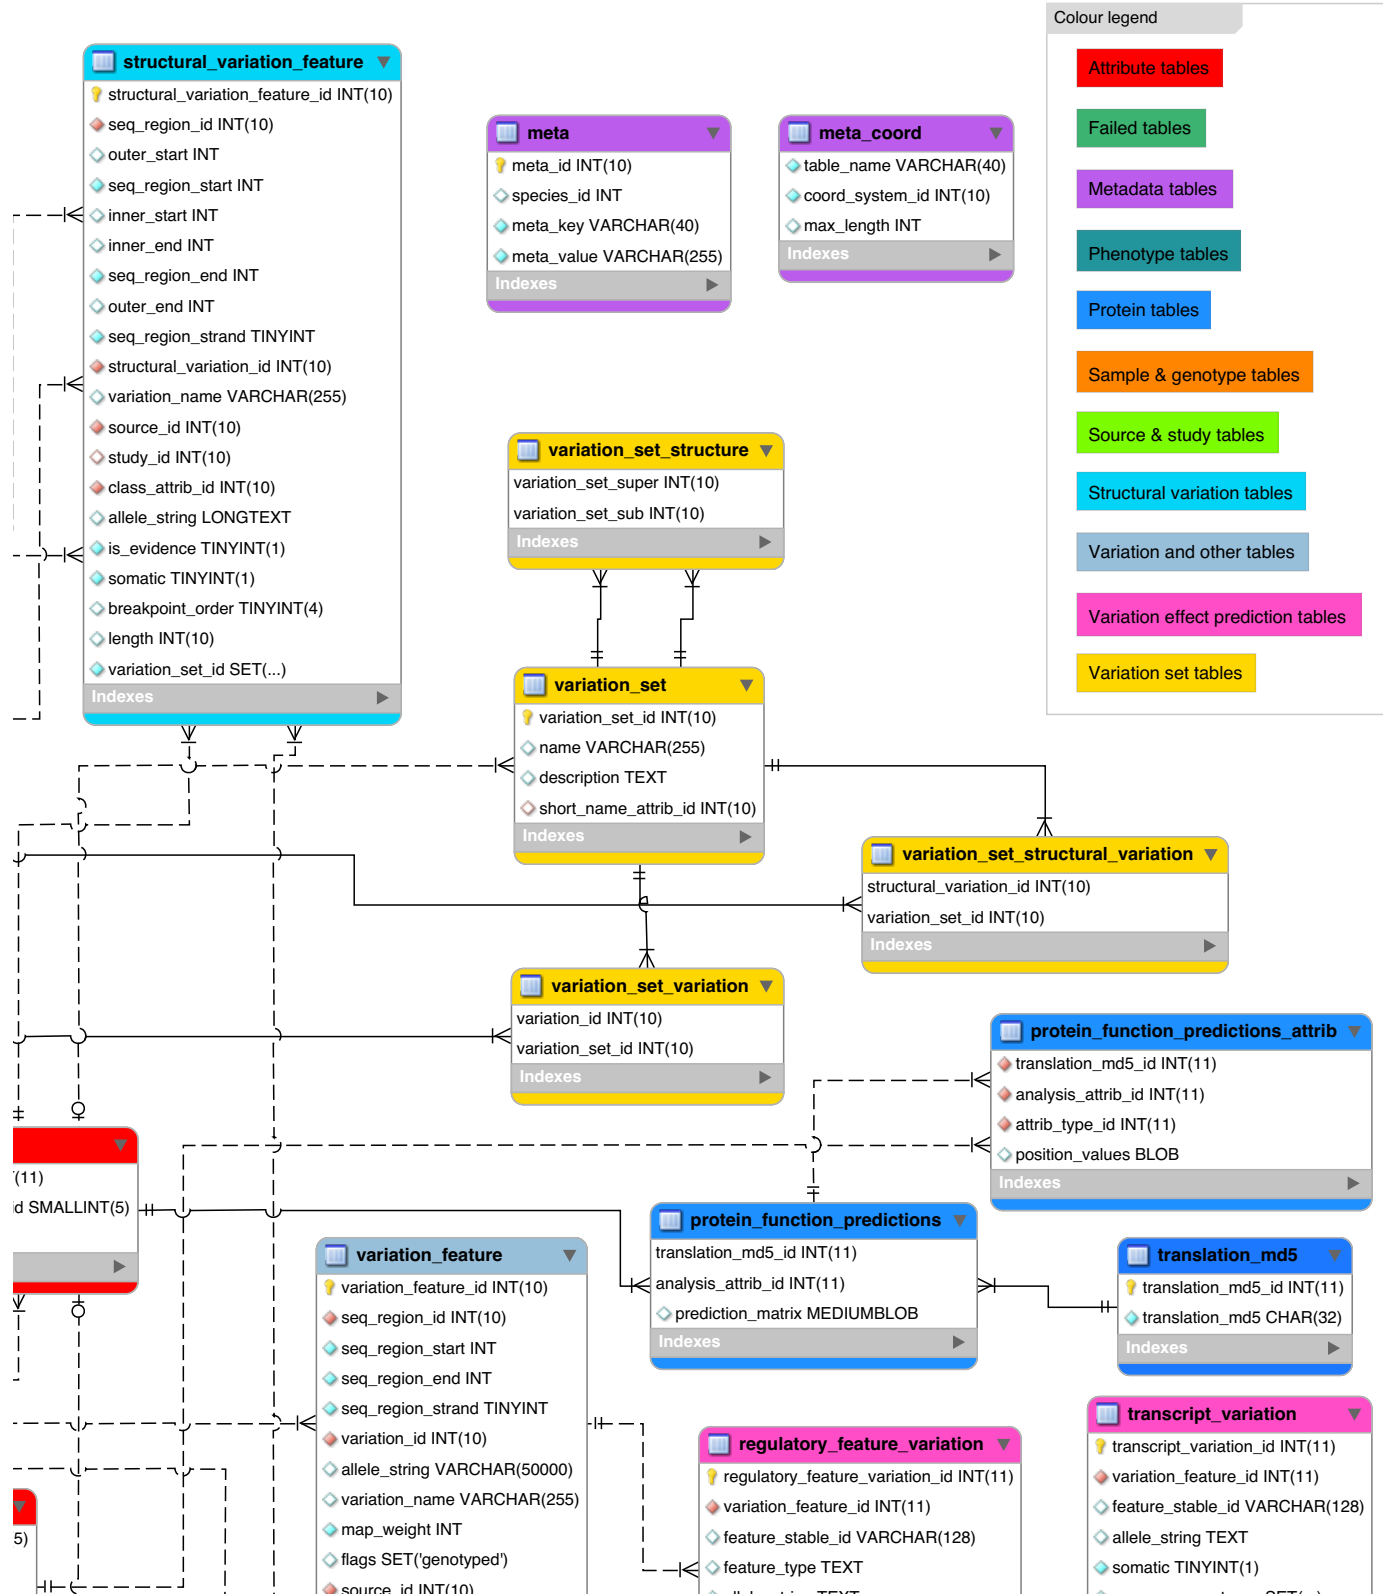 Colour legend
Attribute tables
Failed tables
Metadata tables
Phenotype tables
Protein tables
Sample & genotype tables
Source & study tables
Structural variation tables
Variation and other tables
Variation effect prediction tables
Variation set tables
structural_variation_feature
structural_variation_feature_id INT(10)
seq_region_id INT(10)
outer_start INT
seq_region_start INT
inner_start INT
inner_end INT
seq_region_end INT
outer_end INT
seq_region_strand TINYINT
structural_variation_id INT(10)
variation_name VARCHAR(255)
source_id INT(10)
study_id INT(10)
class_attrib_id INT(10)
allele_string LONGTEXT
is_evidence TINYINT(1)
somatic TINYINT(1)
breakpoint_order TINYINT(4)
length INT(10)
variation_set_id SET(...)
Indexes
meta
meta_id INT(10)
species_id INT
meta_key VARCHAR(40)
meta_value VARCHAR(255)
Indexes
meta_coord
table_name VARCHAR(40)
coord_system_id INT(10)
max_length INT
Indexes
variation_set_structure
variation_set_super INT(10)
variation_set_sub INT(10)
Indexes
variation_set
variation_set_id INT(10)
name VARCHAR(255)
description TEXT
short_name_attrib_id INT(10)
Indexes
variation_set_structural_variation
structural_variation_id INT(10)
variation_set_id INT(10)
Indexes
variation_set_variation
variation_id INT(10)
variation_set_id INT(10)
Indexes
protein_function_predictions_attrib
translation_md5_id INT(11)
analysis_attrib_id INT(11)
attrib_type_id INT(11)
position_values BLOB
Indexes
(11)
id SMALLINT(5)
protein_function_predictions
translation_md5_id INT(11)
analysis_attrib_id INT(11)
prediction_matrix MEDIUMBLOB
Indexes
translation_md5
translation_md5_id INT(11)
translation_md5 CHAR(32)
Indexes
variation_feature
variation_feature_id INT(10)
seq_region_id INT(10)
seq_region_start INT
seq_region_end INT
seq_region_strand TINYINT
variation_id INT(10)
allele_string VARCHAR(50000)
variation_name VARCHAR(255)
map_weight INT
flags SET('genotyped')
source_id INT(10)
regulatory_feature_variation
regulatory_feature_variation_id INT(11)
variation_feature_id INT(11)
feature_stable_id VARCHAR(128)
feature_type TEXT
transcript_variation
transcript_variation_id INT(11)
variation_feature_id INT(11)
feature_stable_id VARCHAR(128)
allele_string TEXT
somatic TINYINT(1)
5)